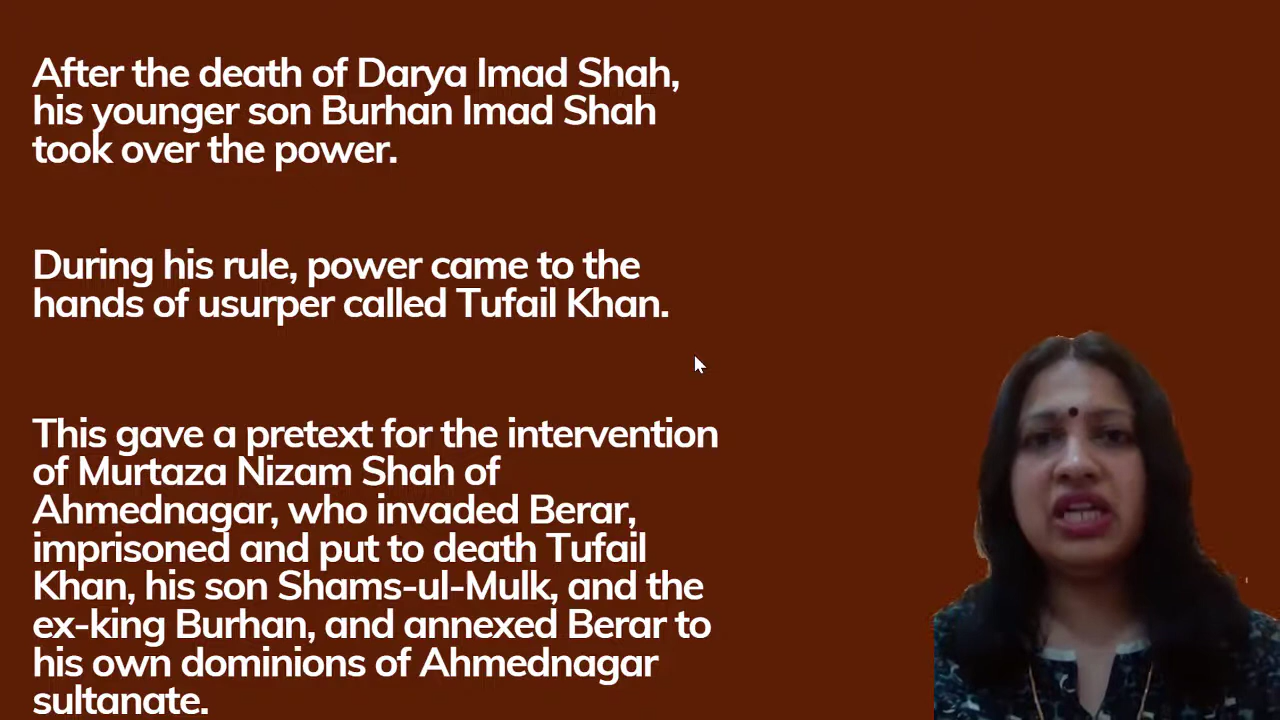 After the death of Darya Imad Shah,
his younger son Burhan Imad Shah
took over the power.
During his rule, power came to the
hands of usurper called Tufail Khan.
This gave a pretext for the intervention
of Murtaza Nizam Shah of
Ahmednagar, who invaded Berar,
imprisoned and put to death Tufail
Khan, his son Shams-ul-Mulk, and the
ex-king Burhan, and annexed Berar to
his own dominions of Ahmednagar
sultanate.